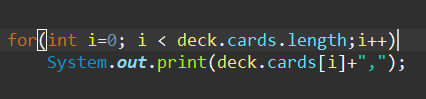 for(int i=0; i < deck.cards.length;i++)
System.out.print(deck.cards[i]+",");